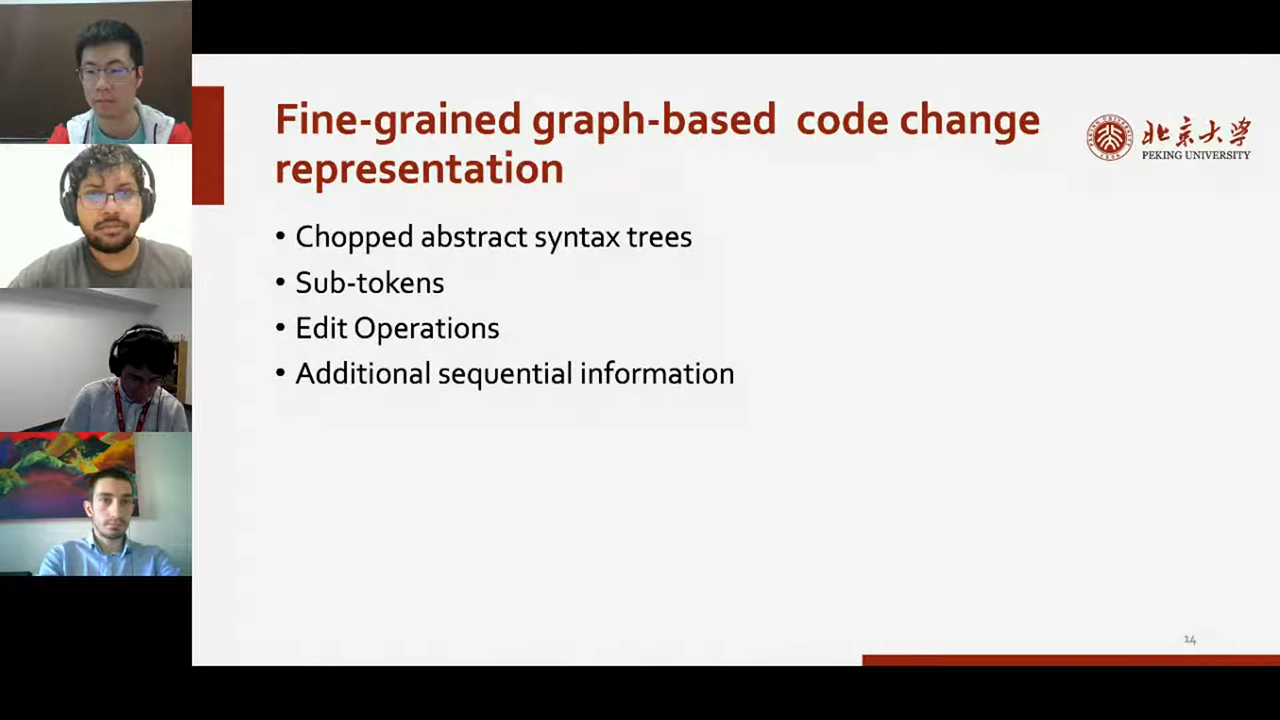 Fine-grained graph-based code change
representation
北京大学
PEKING UNIVERSITY
• Chopped abstract syntax trees
• Sub-tokens
• Edit Operations
• Additional sequential information
14